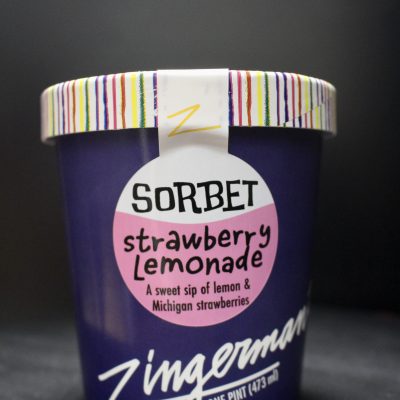 Z
SORBET
strawberry
Lemonade
A sweet sip of lemon &
Michigan strawberries
Zingerman
ONE PINT (473 ml)